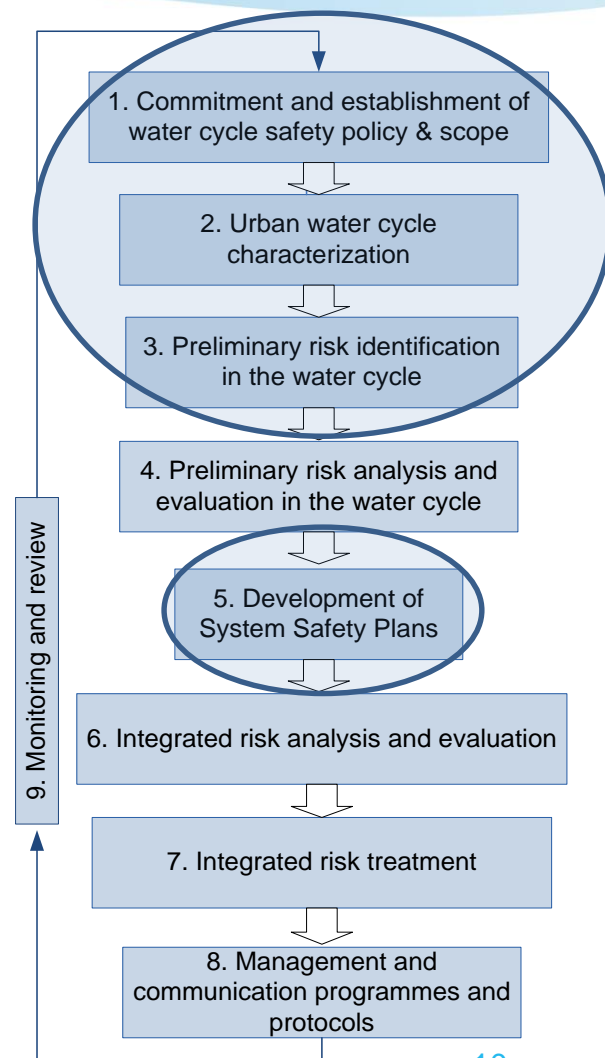 1. Commitment and establishment of
water cycle safety policy & scope
2. Urban water cycle
characterization
3. Preliminary risk identification
in the water cycle
4. Preliminary risk analysis and
evaluation in the water cycle
5. Development of
System Safety Plans
6. Integrated risk analysis and evaluation
7. Integrated risk treatment
8. Management and
communication programmes and
protocols
9. Monitoring and review